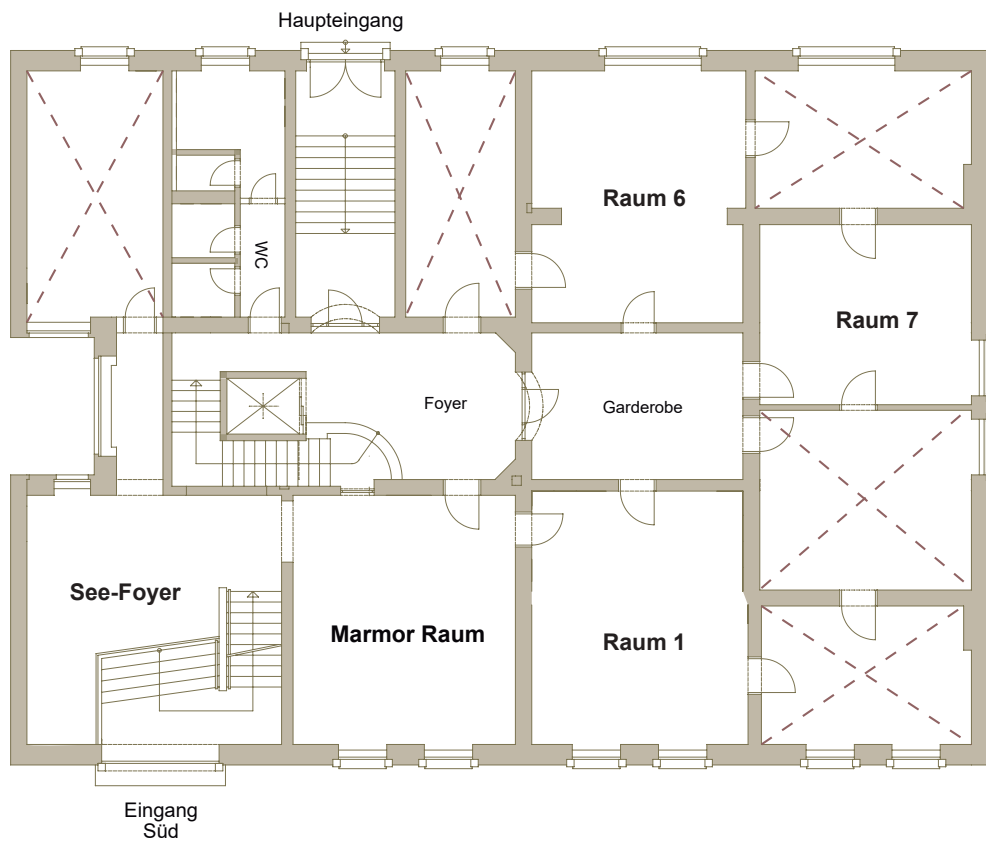 Haupteingang
Raum 6
WC
Raum 7
Foyer
Garderobe
See-Foyer
Marmor Raum
Raum 1
Eingang
Süd